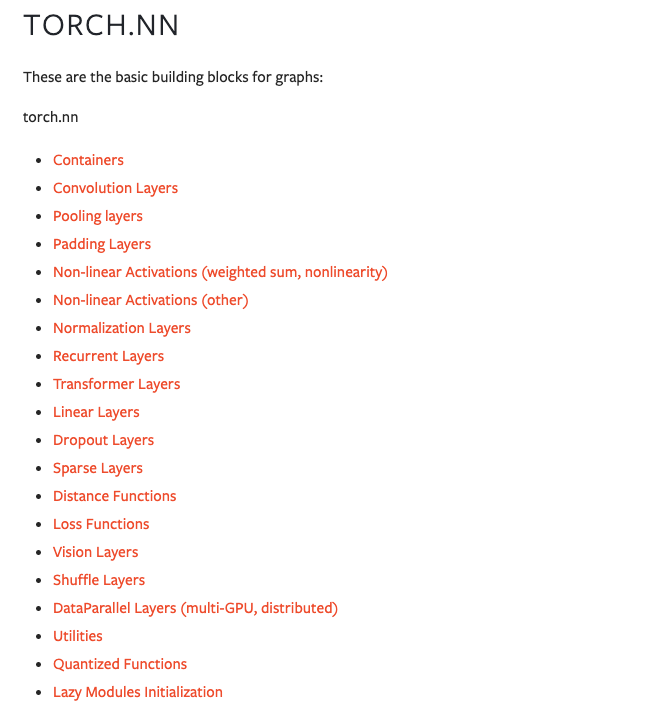 TORCH.NN
These are the basic building blocks for graphs:
torch.nn
Containers
Convolution Layers
Pooling layers
Padding Layers
Non-linear Activations (weighted sum, nonlinearity)
Non-linear Activations (other)
Normalization Layers
Recurrent Layers
Transformer Layers
Linear Layers
Dropout Layers
Sparse Layers
Distance Functions
Loss Functions
Vision Layers
Shuffle Layers
DataParallel Layers (multi-GPU, distributed)
Utilities
Quantized Functions
Lazy Modules Initialization